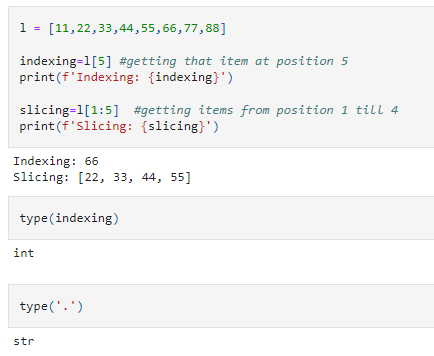 l = [11,22,33,44,55,66,77,88]
indexing=l[5] #getting that item at position 5
print(f'Indexing: {indexing}')
slicing=l[1:5]  #getting items from position 1 till 4
print(f'Slicing: {slicing}')
Indexing: 66
Slicing: [22, 33, 44, 55]
type(indexing)
int
type('.')
str